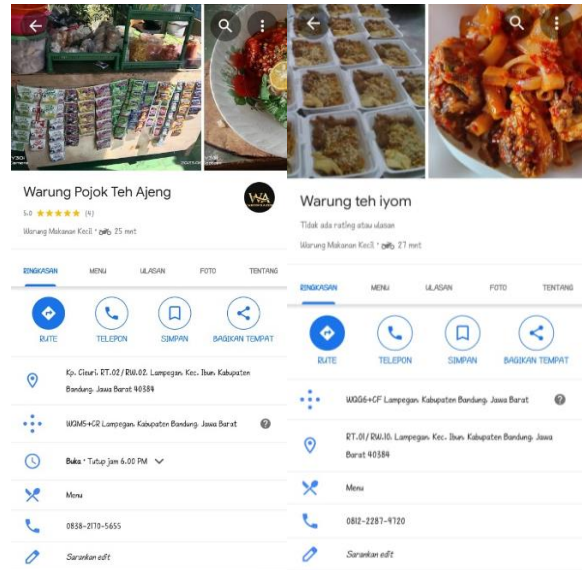 Warung Pojok Teh Ajeng
WA
5.0 ★★★★★ (4)
Warung Makanan Kecil · 25 mnt
RINGKASAN MENU ULASAN FOTO TENTANG
RUTE TELEPON SIMPAN BAGIKAN TEMPAT
Kp. Cieuri. RT.02/RW.02. Lampegan. Kec. Ibun. Kabupaten
Bandung. Jawa Barat 40384
WQM5+CR Lampegan. Kabupaten Bandung. Jawa Barat
Buka · Tutup jam 6.00 PM
Menu
0838-2170-5655
Sarankan edit
Warung teh iyom
Tidak ada rating atau ulasan
Warung Makanan Kecil · 27 mnt
RINGKASAN MENU ULASAN FOTO TENTANG
RUTE TELEPON SIMPAN BAGIKAN TEMPAT
WQG6+CF Lampegan. Kabupaten Bandung. Jawa Barat
RT.01/RW.10. Lampegan. Kec. Ibun. Kabupaten Bandung. Jawa
Barat 40384
Menu
0812-2287-9720
Sarankan edit